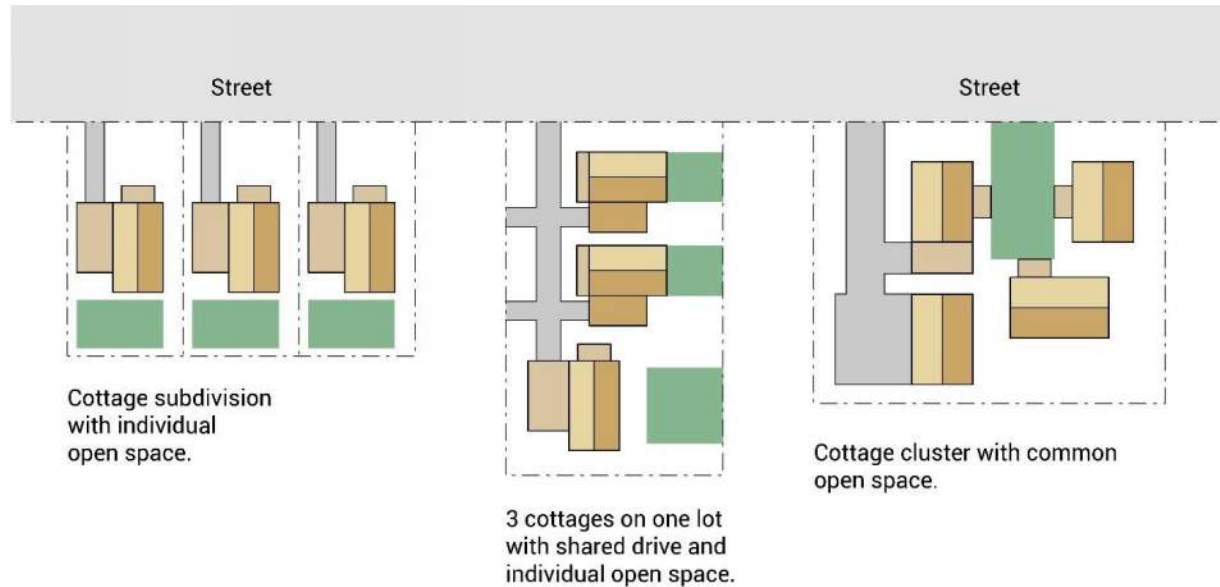 Street
Street
Cottage subdivision
with individual
open space.
3 cottages on one lot
with shared drive and
individual open space.
Cottage cluster with common
open space.